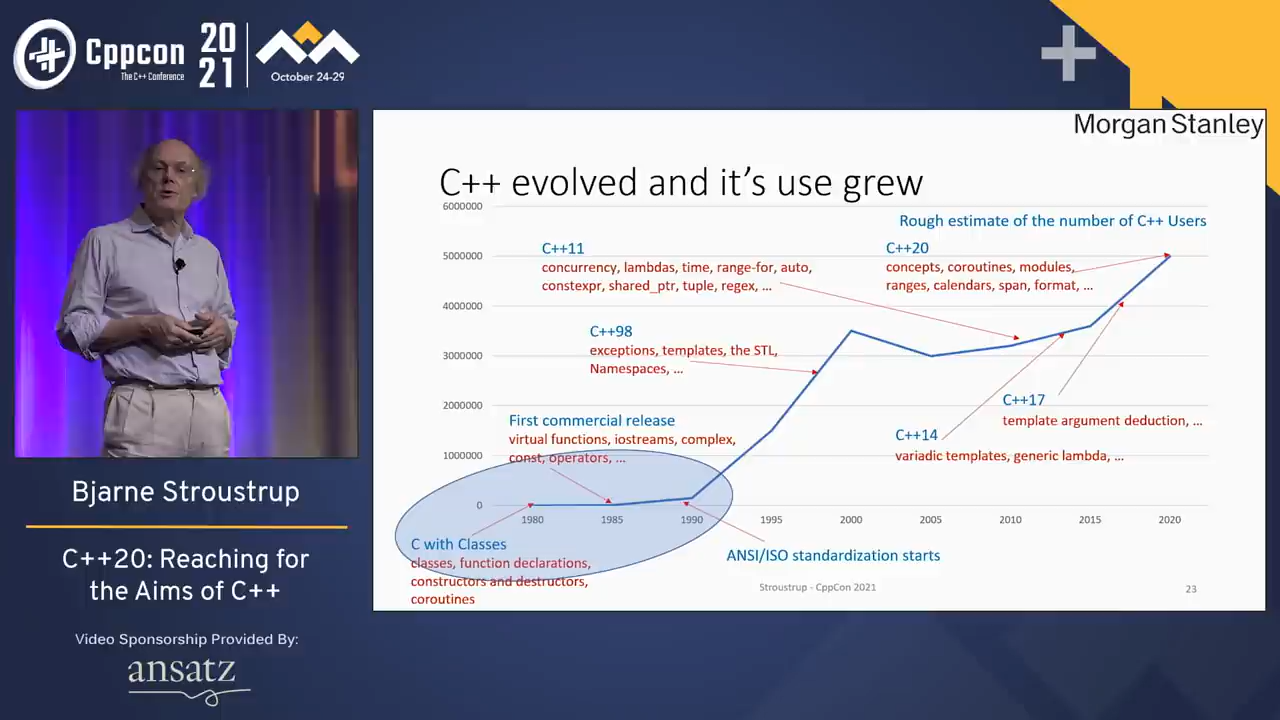 Cppcon
The C++ Conference
20
21
October 24-29
Morgan Stanley
C++ evolved and it's use grew
Rough estimate of the number of C++ Users
6000000
5000000
4000000
3000000
2000000
1000000
0
C++11
concurrency, lambdas, time, range-for, auto,
constexpr, shared_ptr, tuple, regex, ...
C++20
concepts, coroutines, modules,
ranges, calendars, span, format, ...
C++98
exceptions, templates, the STL,
Namespaces, ...
First commercial release
virtual functions, iostreams, complex,
const, operators, ...
C++17
template argument deduction, ...
C++14
variadic templates, generic lambda, ...
1980 1985 1990 1995 2000 2005 2010 2015 2020
C with Classes
classes, function declarations,
constructors and destructors,
coroutines
ANSI/ISO standardization starts
Stroustrup - CppCon 2021
23
Bjarne Stroustrup
C++20: Reaching for
the Aims of C++
Video Sponsorship Provided By:
ansatz